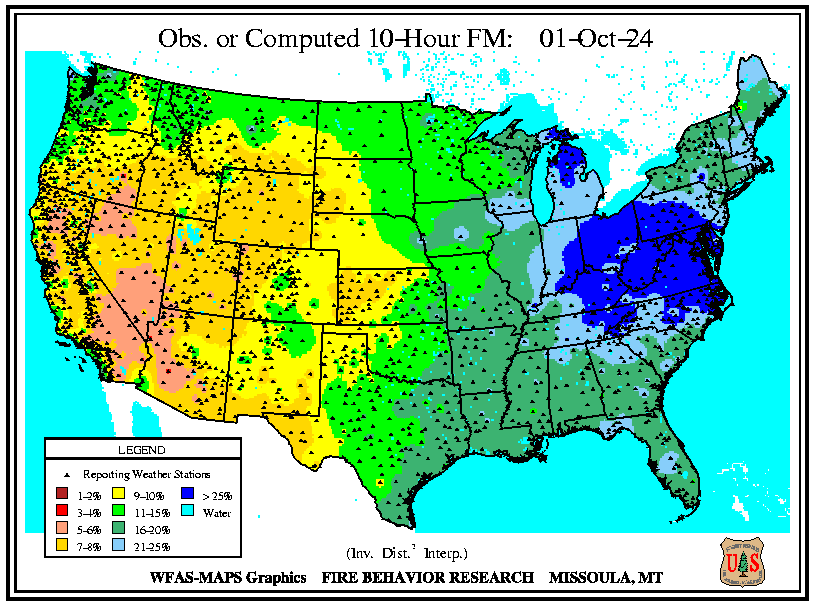 Obs. or Computed 10-Hour FM: 01-Oct-24
LEGEND
Reporting Weather Stations
1-2% 9-10% > 25%
3-4% 11-15% Water
5-6% 16-20%
7-8% 21-25%
(Inv. Dist.² Interp.)
WFAS-MAPS Graphics FIRE BEHAVIOR RESEARCH MISSOULA, MT
U S